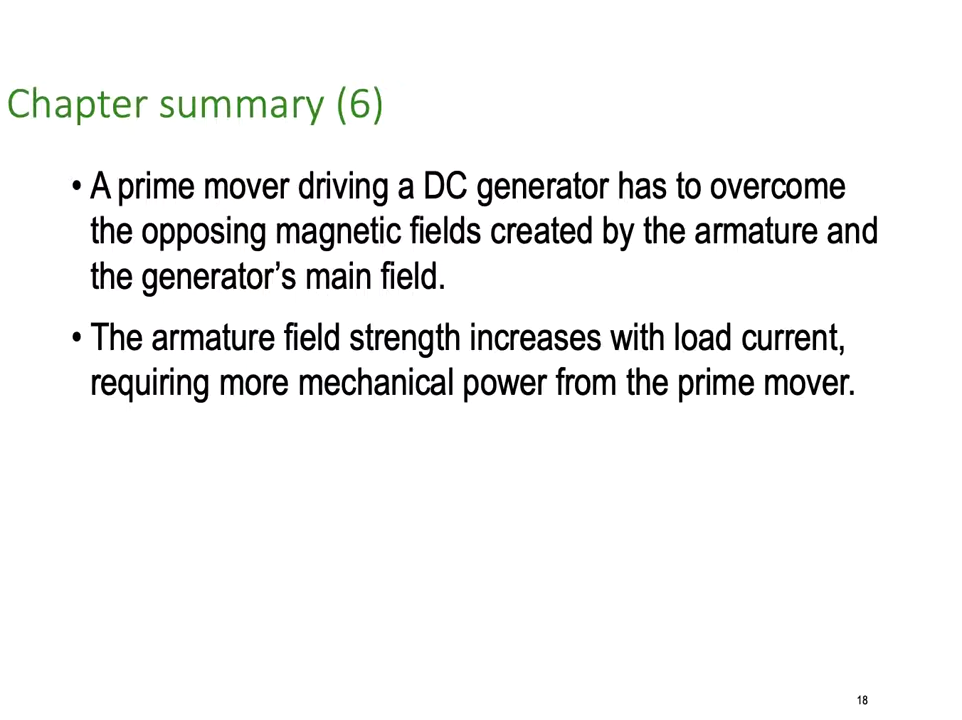 Chapter summary (6)
• A prime mover driving a DC generator has to overcome
the opposing magnetic fields created by the armature and
the generator’s main field.
• The armature field strength increases with load current,
requiring more mechanical power from the prime mover.
18